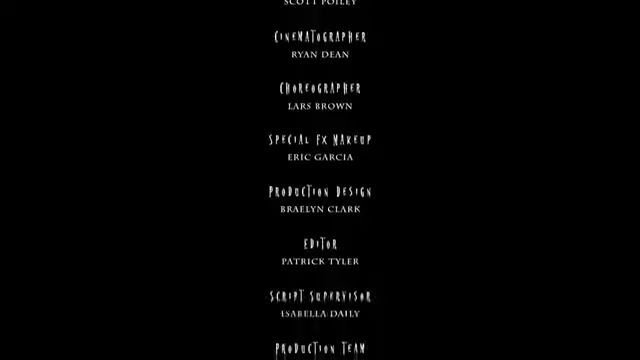 SCOTT POILEY
CINEMATOGRAPHER
RYAN DEAN
CHOREOGRAPHER
LARS BROWN
SPECIAL FX MAKEUP
ERIC GARCIA
PRODUCTION DESIGN
BRAELYN CLARK
EDITOR
PATRICK TYLER
SCRIPT SUPERVISOR
ISABELLA DAILY
PRODUCTION TEAM